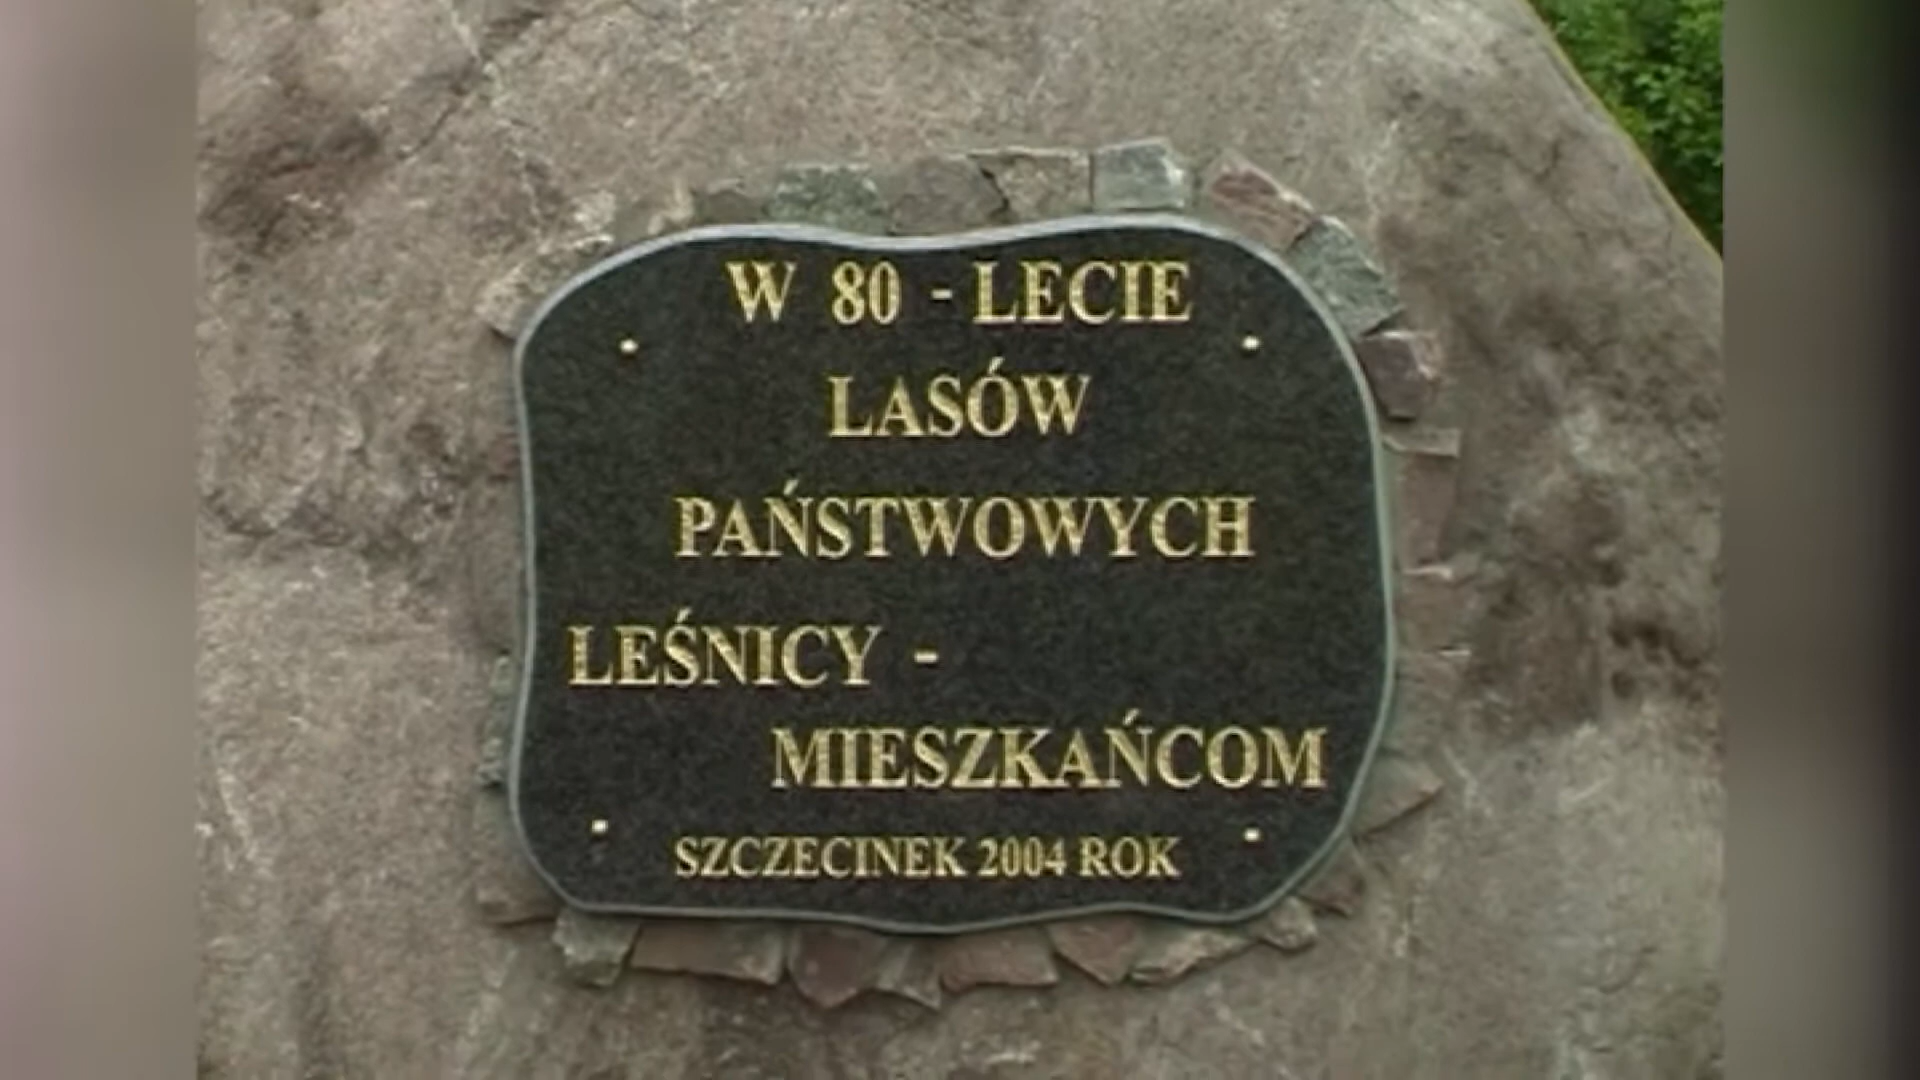 W 80 - LECIE
LASÓW
PAŃSTWOWYCH
LEŚNICY -
MIESZKAŃCOM
SZCZECINEK 2004 ROK